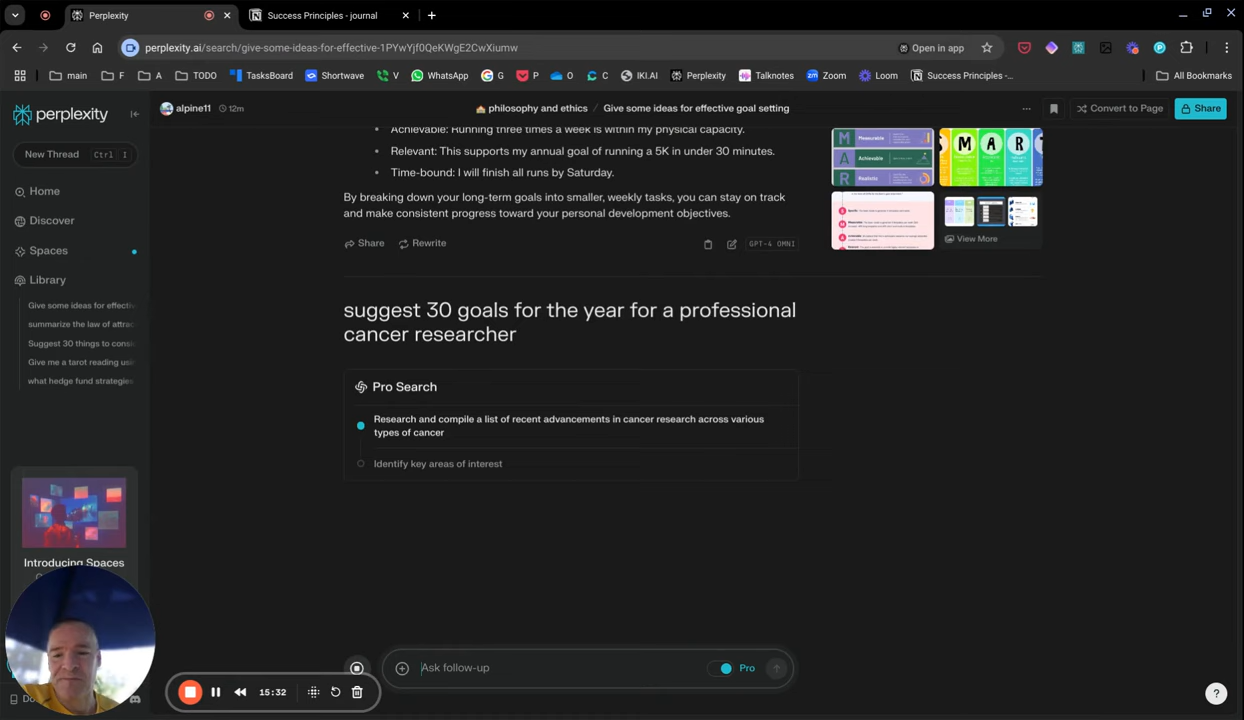 Perplexity
Success Principles - journal
perplexity.ai/search/give-some-ideas-for-effective-1PYwYjf0QeKWgE2CwXiumw
Open in app
main
F
A
TODO
TasksBoard
Shortwave
V
WhatsApp
G
P
O
C
IKI.AI
Perplexity
Talknotes
Zoom
Loom
Success Principles -...
All Bookmarks
perplexity
New Thread
Ctrl
I
Home
Discover
Spaces
Library
Give some ideas for effecti
summarize the law of attrac
Suggest 30 things to consi
Give me a tarot reading usi
what hedge fund strategies
Introducing Spaces
alpine11
12m
philosophy and ethics / Give some ideas for effective goal setting
Convert to Page
Share
Achievable: Running three times a week is within my physical capacity.
Relevant: This supports my annual goal of running a 5K in under 30 minutes.
Time-bound: I will finish all runs by Saturday.
By breaking down your long-term goals into smaller, weekly tasks, you can stay on track
and make consistent progress toward your personal development objectives.
Share
Rewrite
GPT-4 OMNI
M Measurable
A Achievable
R Realistic
M A R
View More
suggest 30 goals for the year for a professional
cancer researcher
Pro Search
Research and compile a list of recent advancements in cancer research across various
types of cancer
Identify key areas of interest
Ask follow-up
Pro
15:32
?